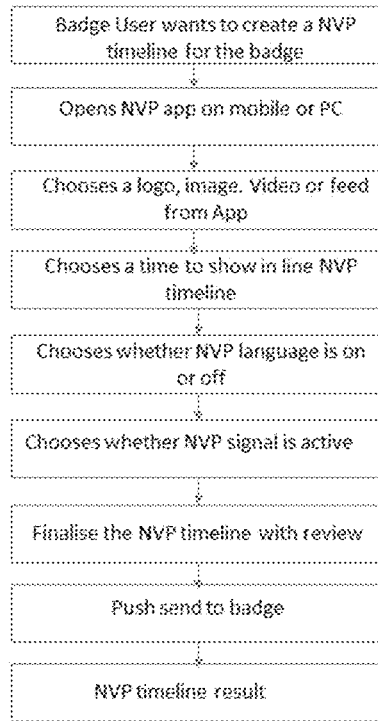 Badge User wants to create a NVP
timeline for the badge
Opens NVP app on mobile or PC
Chooses a logo, image. Video or feed
from App
Chooses a time to show in line NVP
timeline
Chooses whether NVP language is on
or off
Chooses whether NVP signal is active
Finalise the NVP timeline with review
Push send to badge
NVP timeline result